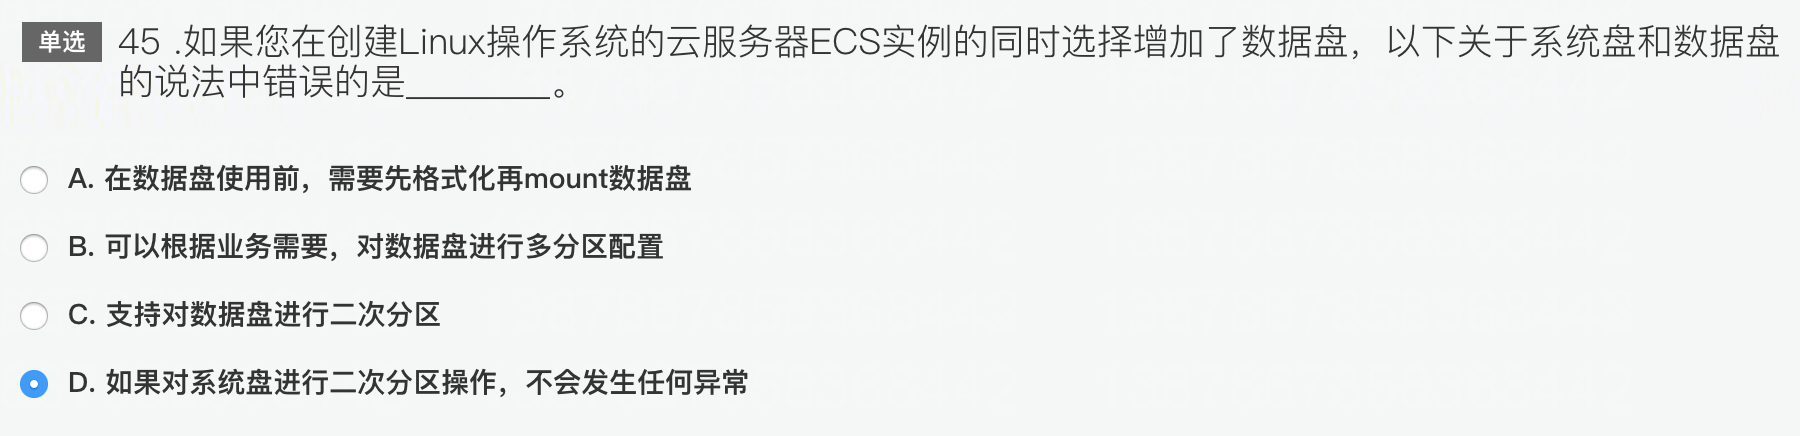 单选 45 .如果您在创建Linux操作系统的云服务器ECS实例的同时选择增加了数据盘，以下关于系统盘和数据盘
的说法中错误的是________。
A. 在数据盘使用前，需要先格式化再mount数据盘
B. 可以根据业务需要，对数据盘进行多分区配置
C. 支持对数据盘进行二次分区
D. 如果对系统盘进行二次分区操作，不会发生任何异常